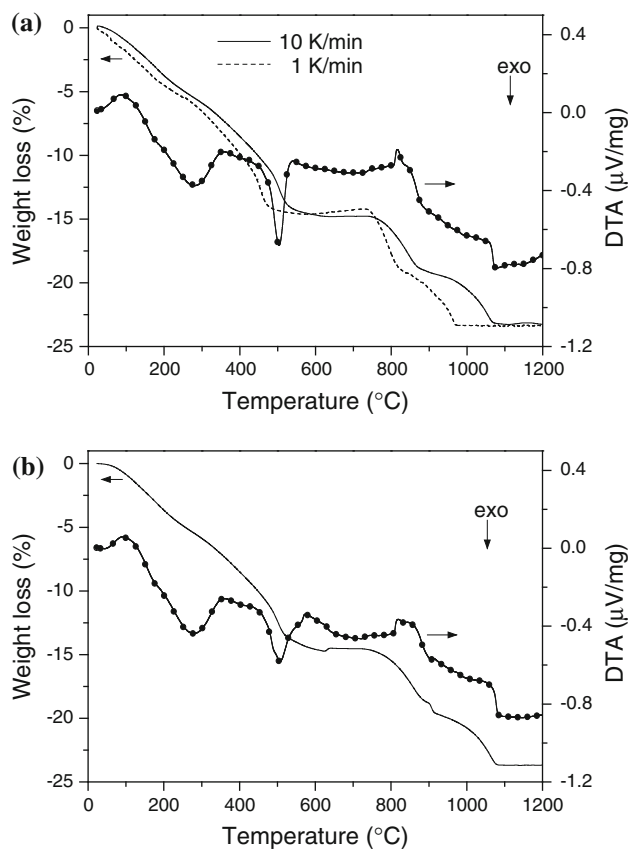 (a)
10 K/min
1 K/min
exo
Weight loss (%)
0
-5
-10
-15
-20
-25
0.4
0.0
-0.4
-0.8
-1.2
DTA (μV/mg)
0 200 400 600 800 1000 1200
Temperature (°C)
(b)
exo
Weight loss (%)
0
-5
-10
-15
-20
-25
0.4
0.0
-0.4
-0.8
-1.2
DTA (μV/mg)
0 200 400 600 800 1000 1200
Temperature (°C)